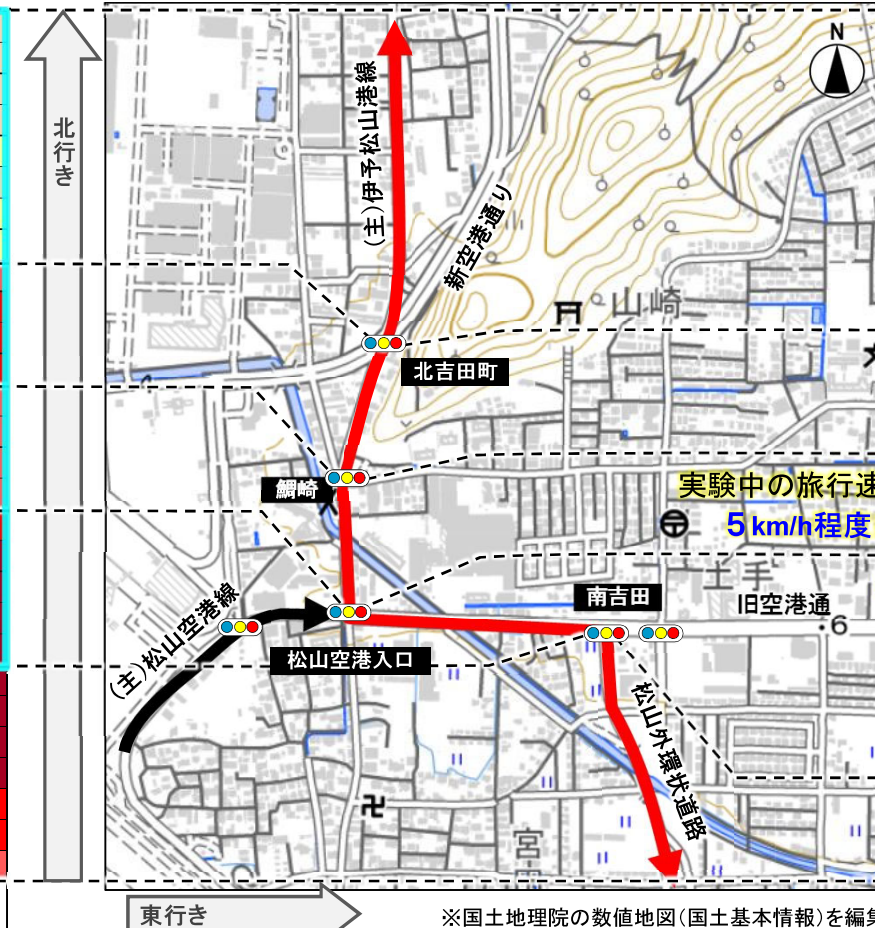 N
北行き
(主)伊予松山港線
新空港通り
山崎
北吉田町
鯛崎
実験中の旅行速
5km/h程度
土手
南吉田
旧空港通
6
(主)松山空港線
松山空港入口
松山外環状道路
宮
東行き
※国土地理院の数値地図(国土基本情報)を編集